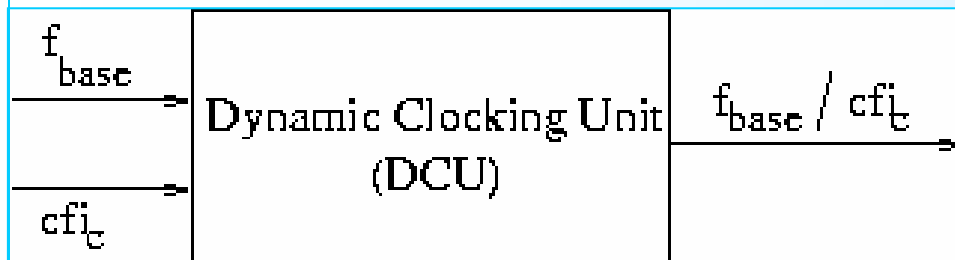 f_base
cfi_c
Dynamic Clocking Unit
(DCU)
f_base / cfi_c